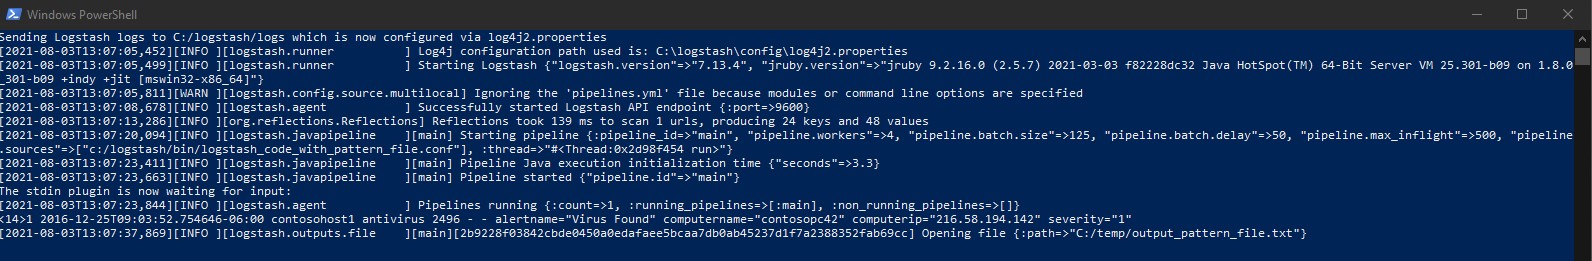 Windows PowerShell
Sending Logstash logs to C:/logstash/logs which is now configured via log4j2.properties
[2021-08-03T13:07:05,452][INFO ][logstash.runner          ] Log4j configuration path used is: C:\logstash\config\log4j2.properties
[2021-08-03T13:07:05,499][INFO ][logstash.runner          ] Starting Logstash {"logstash.version"=>"7.13.4", "jruby.version"=>"jruby 9.2.16.0 (2.5.7) 2021-03-03 f82228dc32 Java HotSpot(TM) 64-Bit Server VM 25.301-b09 on 1.8.0
_301-b09 +indy +jit [mswin32-x86_64]"}
[2021-08-03T13:07:05,811][WARN ][logstash.config.source.multilocal] Ignoring the 'pipelines.yml' file because modules or command line options are specified
[2021-08-03T13:07:08,678][INFO ][logstash.agent           ] Successfully started Logstash API endpoint {:port=>9600}
[2021-08-03T13:07:13,286][INFO ][org.reflections.Reflections] Reflections took 139 ms to scan 1 urls, producing 24 keys and 48 values
[2021-08-03T13:07:20,094][INFO ][logstash.javapipeline    ][main] Starting pipeline {:pipeline_id=>"main", "pipeline.workers"=>4, "pipeline.batch.size"=>125, "pipeline.batch.delay"=>50, "pipeline.max_inflight"=>500, "pipeline
.sources"=>["c:/logstash/bin/logstash_code_with_pattern_file.conf"], :thread=>"#<Thread:0x2d98f454 run>"}
[2021-08-03T13:07:23,411][INFO ][logstash.javapipeline    ][main] Pipeline Java execution initialization time {"seconds"=>3.3}
[2021-08-03T13:07:23,663][INFO ][logstash.javapipeline    ][main] Pipeline started {"pipeline.id"=>"main"}
The stdin plugin is now waiting for input:
[2021-08-03T13:07:23,844][INFO ][logstash.agent           ] Pipelines running {:count=>1, :running_pipelines=>[:main], :non_running_pipelines=>[]}
<14>1 2016-12-25T09:03:52.754646-06:00 contosohost1 antivirus 2496 - - alertname="Virus Found" computername="contosopc42" computerip="216.58.194.142" severity="1"
[2021-08-03T13:07:37,869][INFO ][logstash.outputs.file    ][main][2b9228f03842cbde0450a0edafaee5bcaa7db0ab45237d1f7a2388352fab69cc] Opening file {:path=>"C:/temp/output_pattern_file.txt"}